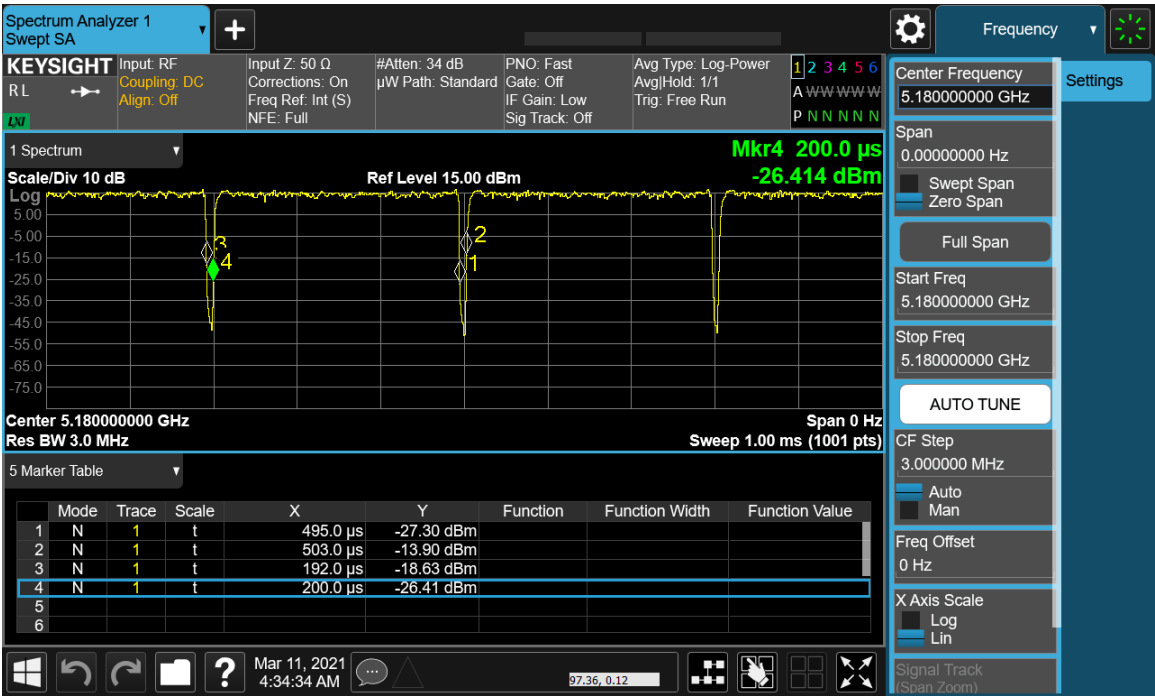 Spectrum Analyzer 1
Swept SA
+
Frequency
KEYSIGHT
RL
LXI
Input: RF
Coupling: DC
Align: Off
Input Z: 50 Ω
Corrections: On
Freq Ref: Int (S)
NFE: Full
#Atten: 34 dB
µW Path: Standard
PNO: Fast
Gate: Off
IF Gain: Low
Sig Track: Off
Avg Type: Log-Power
Avg|Hold: 1/1
Trig: Free Run
1 2 3 4 5 6
A W W W W W
P N N N N N
1 Spectrum
Mkr4 200.0 µs
-26.414 dBm
Scale/Div 10 dB
Ref Level 15.00 dBm
Log
5.00
-5.00
-15.0
-25.0
-35.0
-45.0
-55.0
-65.0
-75.0
3
4
2
1
Center 5.180000000 GHz
Span 0 Hz
Res BW 3.0 MHz
Sweep 1.00 ms (1001 pts)
5 Marker Table
Mode Trace Scale X Y Function Function Width Function Value
1 N 1 t 495.0 µs -27.30 dBm
2 N 1 t 503.0 µs -13.90 dBm
3 N 1 t 192.0 µs -18.63 dBm
4 N 1 t 200.0 µs -26.41 dBm
5
6
Center Frequency
5.180000000 GHz
Settings
Span
0.00000000 Hz
Swept Span
Zero Span
Full Span
Start Freq
5.180000000 GHz
Stop Freq
5.180000000 GHz
AUTO TUNE
CF Step
3.000000 MHz
Auto
Man
Freq Offset
0 Hz
X Axis Scale
Log
Lin
Signal Track
(Span Zoom)
?
Mar 11, 2021
4:34:34 AM
97.36, 0.12